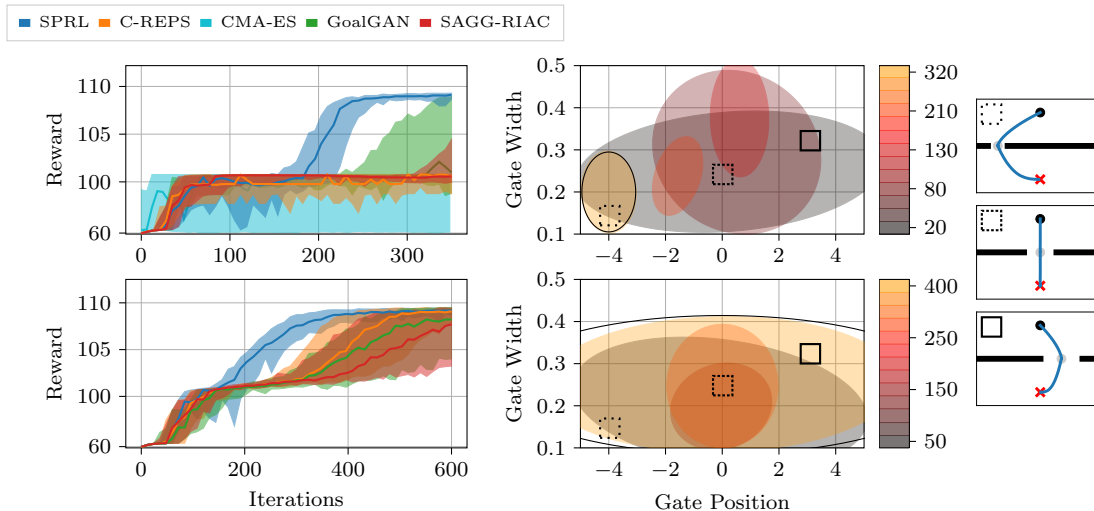 SPRL C-REPS CMA-ES GoalGAN SAGG-RIAC
110
105
100
60
Reward
0 100 200 300
0.5
0.4
0.3
0.2
0.1
Gate Width
−4 −2 0 2 4
320
210
130
80
20
110
105
100
60
Reward
0 200 400 600
Iterations
0.5
0.4
0.3
0.2
0.1
Gate Width
−4 −2 0 2 4
Gate Position
400
250
150
50